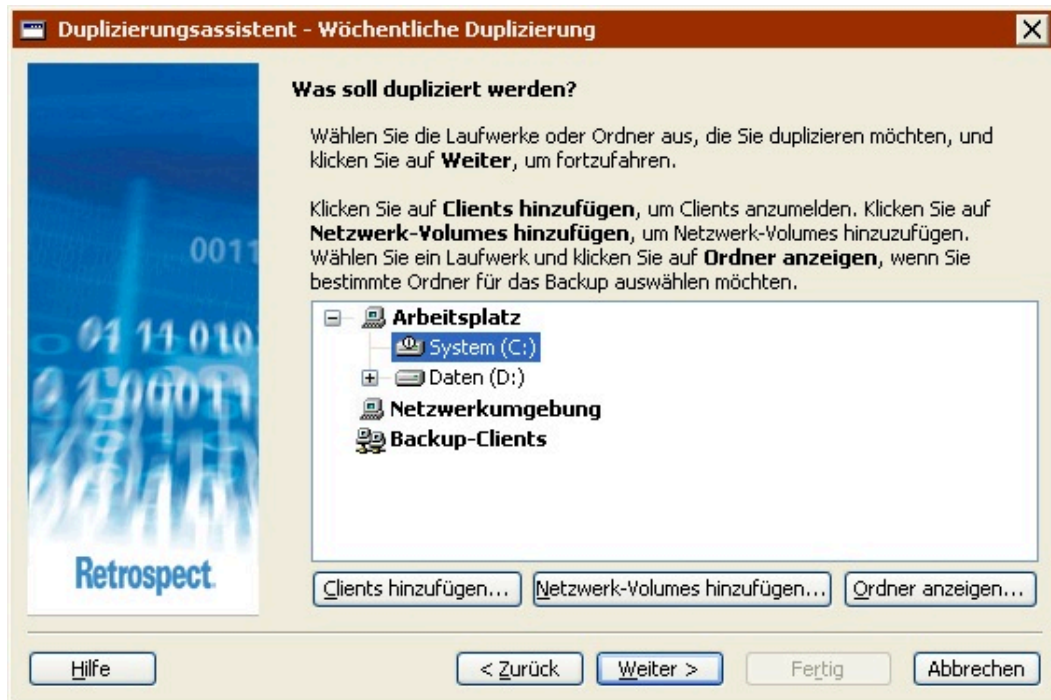 Duplizierungsassistent - Wöchentliche Duplizierung
Was soll dupliziert werden?
Wählen Sie die Laufwerke oder Ordner aus, die Sie duplizieren möchten, und
klicken Sie auf Weiter, um fortzufahren.
Klicken Sie auf Clients hinzufügen, um Clients anzumelden. Klicken Sie auf
Netzwerk-Volumes hinzufügen, um Netzwerk-Volumes hinzuzufügen.
Wählen Sie ein Laufwerk und klicken Sie auf Ordner anzeigen, wenn Sie
bestimmte Ordner für das Backup auswählen möchten.
0011
01 11 010
Arbeitsplatz
System (C:)
Daten (D:)
Netzwerkumgebung
Backup-Clients
Retrospect
Clients hinzufügen... Netzwerk-Volumes hinzufügen... Ordner anzeigen...
Hilfe < Zurück Weiter > Fertig Abbrechen